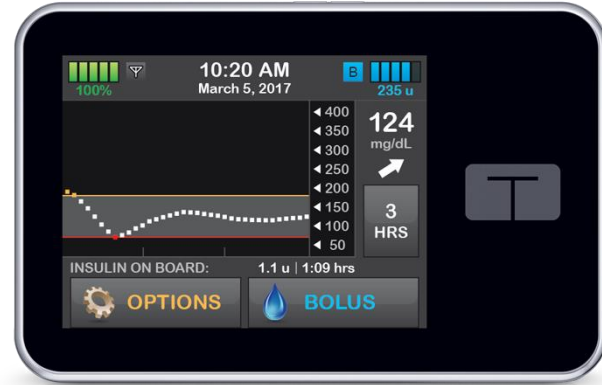 10:20 AM
B
100%
March 5, 2017
235 u
400
350
300
250
200
150
100
50
124
mg/dL
3
HRS
INSULIN ON BOARD: 1.1 u | 1:09 hrs
OPTIONS
BOLUS